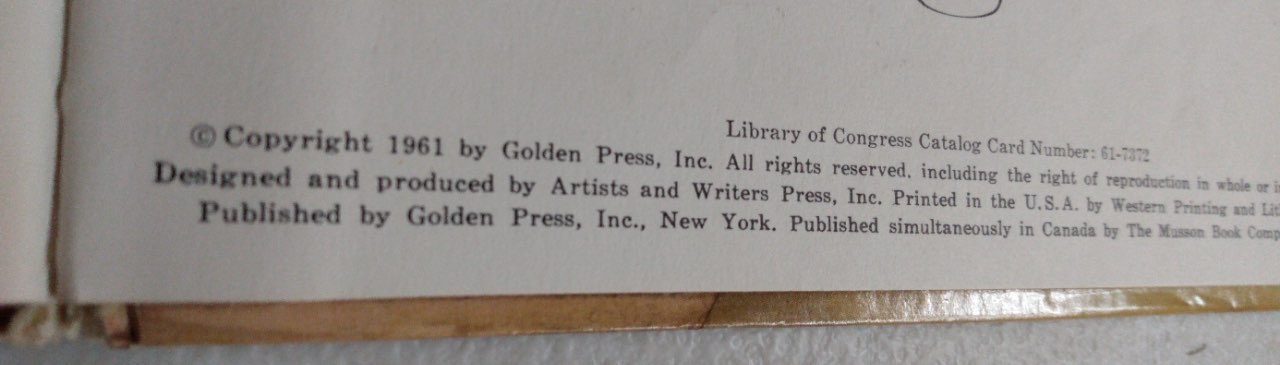 Library of Congress Catalog Card Number: 61-7372
© Copyright 1961 by Golden Press, Inc. All rights reserved, including the right of reproduction in whole or
Designed and produced by Artists and Writers Press, Inc. Printed in the U.S.A. by Western Printing and
Published by Golden Press, Inc., New York. Published simultaneously in Canada by The Musson Book